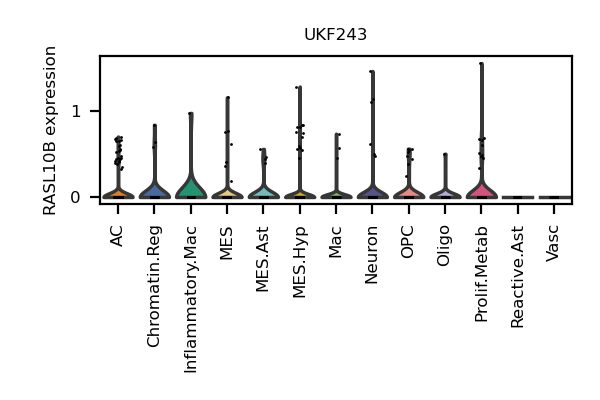 UKF243
RASL10B expression
1
0
AC
Chromatin.Reg
Inflammatory.Mac
MES
MES.Ast
MES.Hyp
Mac
Neuron
OPC
Oligo
Prolif.Metab
Reactive.Ast
Vasc